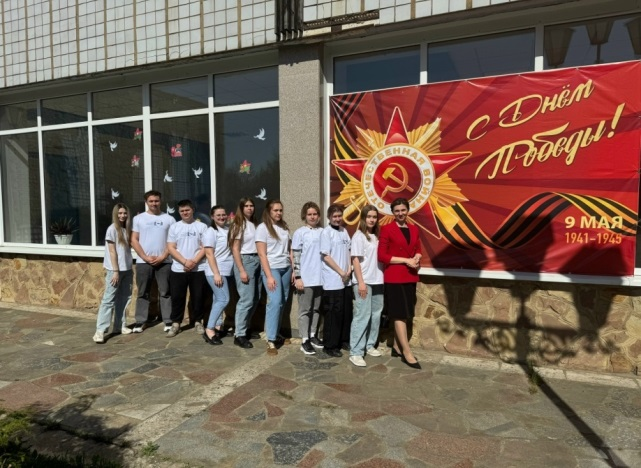 С Днём
Победы!
ОТЕЧЕСТВЕННАЯ ВОЙНА
9 МАЯ
1941–1945